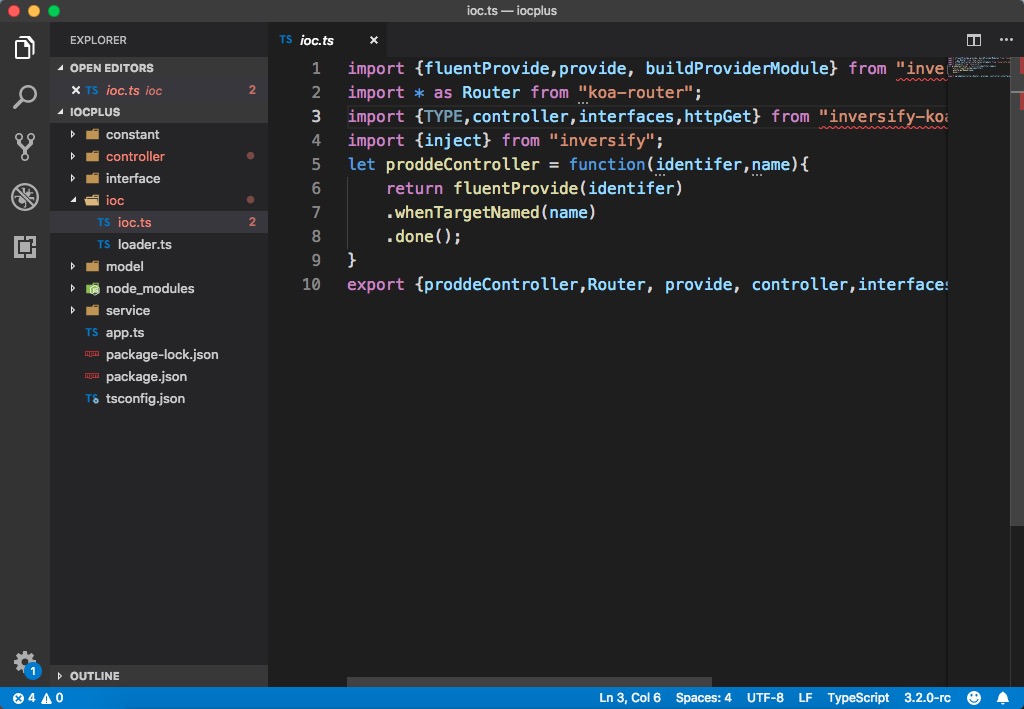 ioc.ts — iocplus
EXPLORER
OPEN EDITORS
TS ioc.ts ioc 2
IOCPLUS
constant
controller
interface
ioc
TS ioc.ts 2
TS loader.ts
model
node_modules
service
TS app.ts
package-lock.json
package.json
TS tsconfig.json
OUTLINE
TS ioc.ts
1 import {fluentProvide,provide, buildProviderModule} from "inve
2 import * as Router from "koa-router";
3 import {TYPE,controller,interfaces,httpGet} from "inversify-koa
4 import {inject} from "inversify";
5 let proddeController = function(identifer,name){
6 return fluentProvide(identifer)
7 .whenTargetNamed(name)
8 .done();
9 }
10 export {proddeController,Router, provide, controller,interfaces
1
4 0 Ln 3, Col 6 Spaces: 4 UTF-8 LF TypeScript 3.2.0-rc